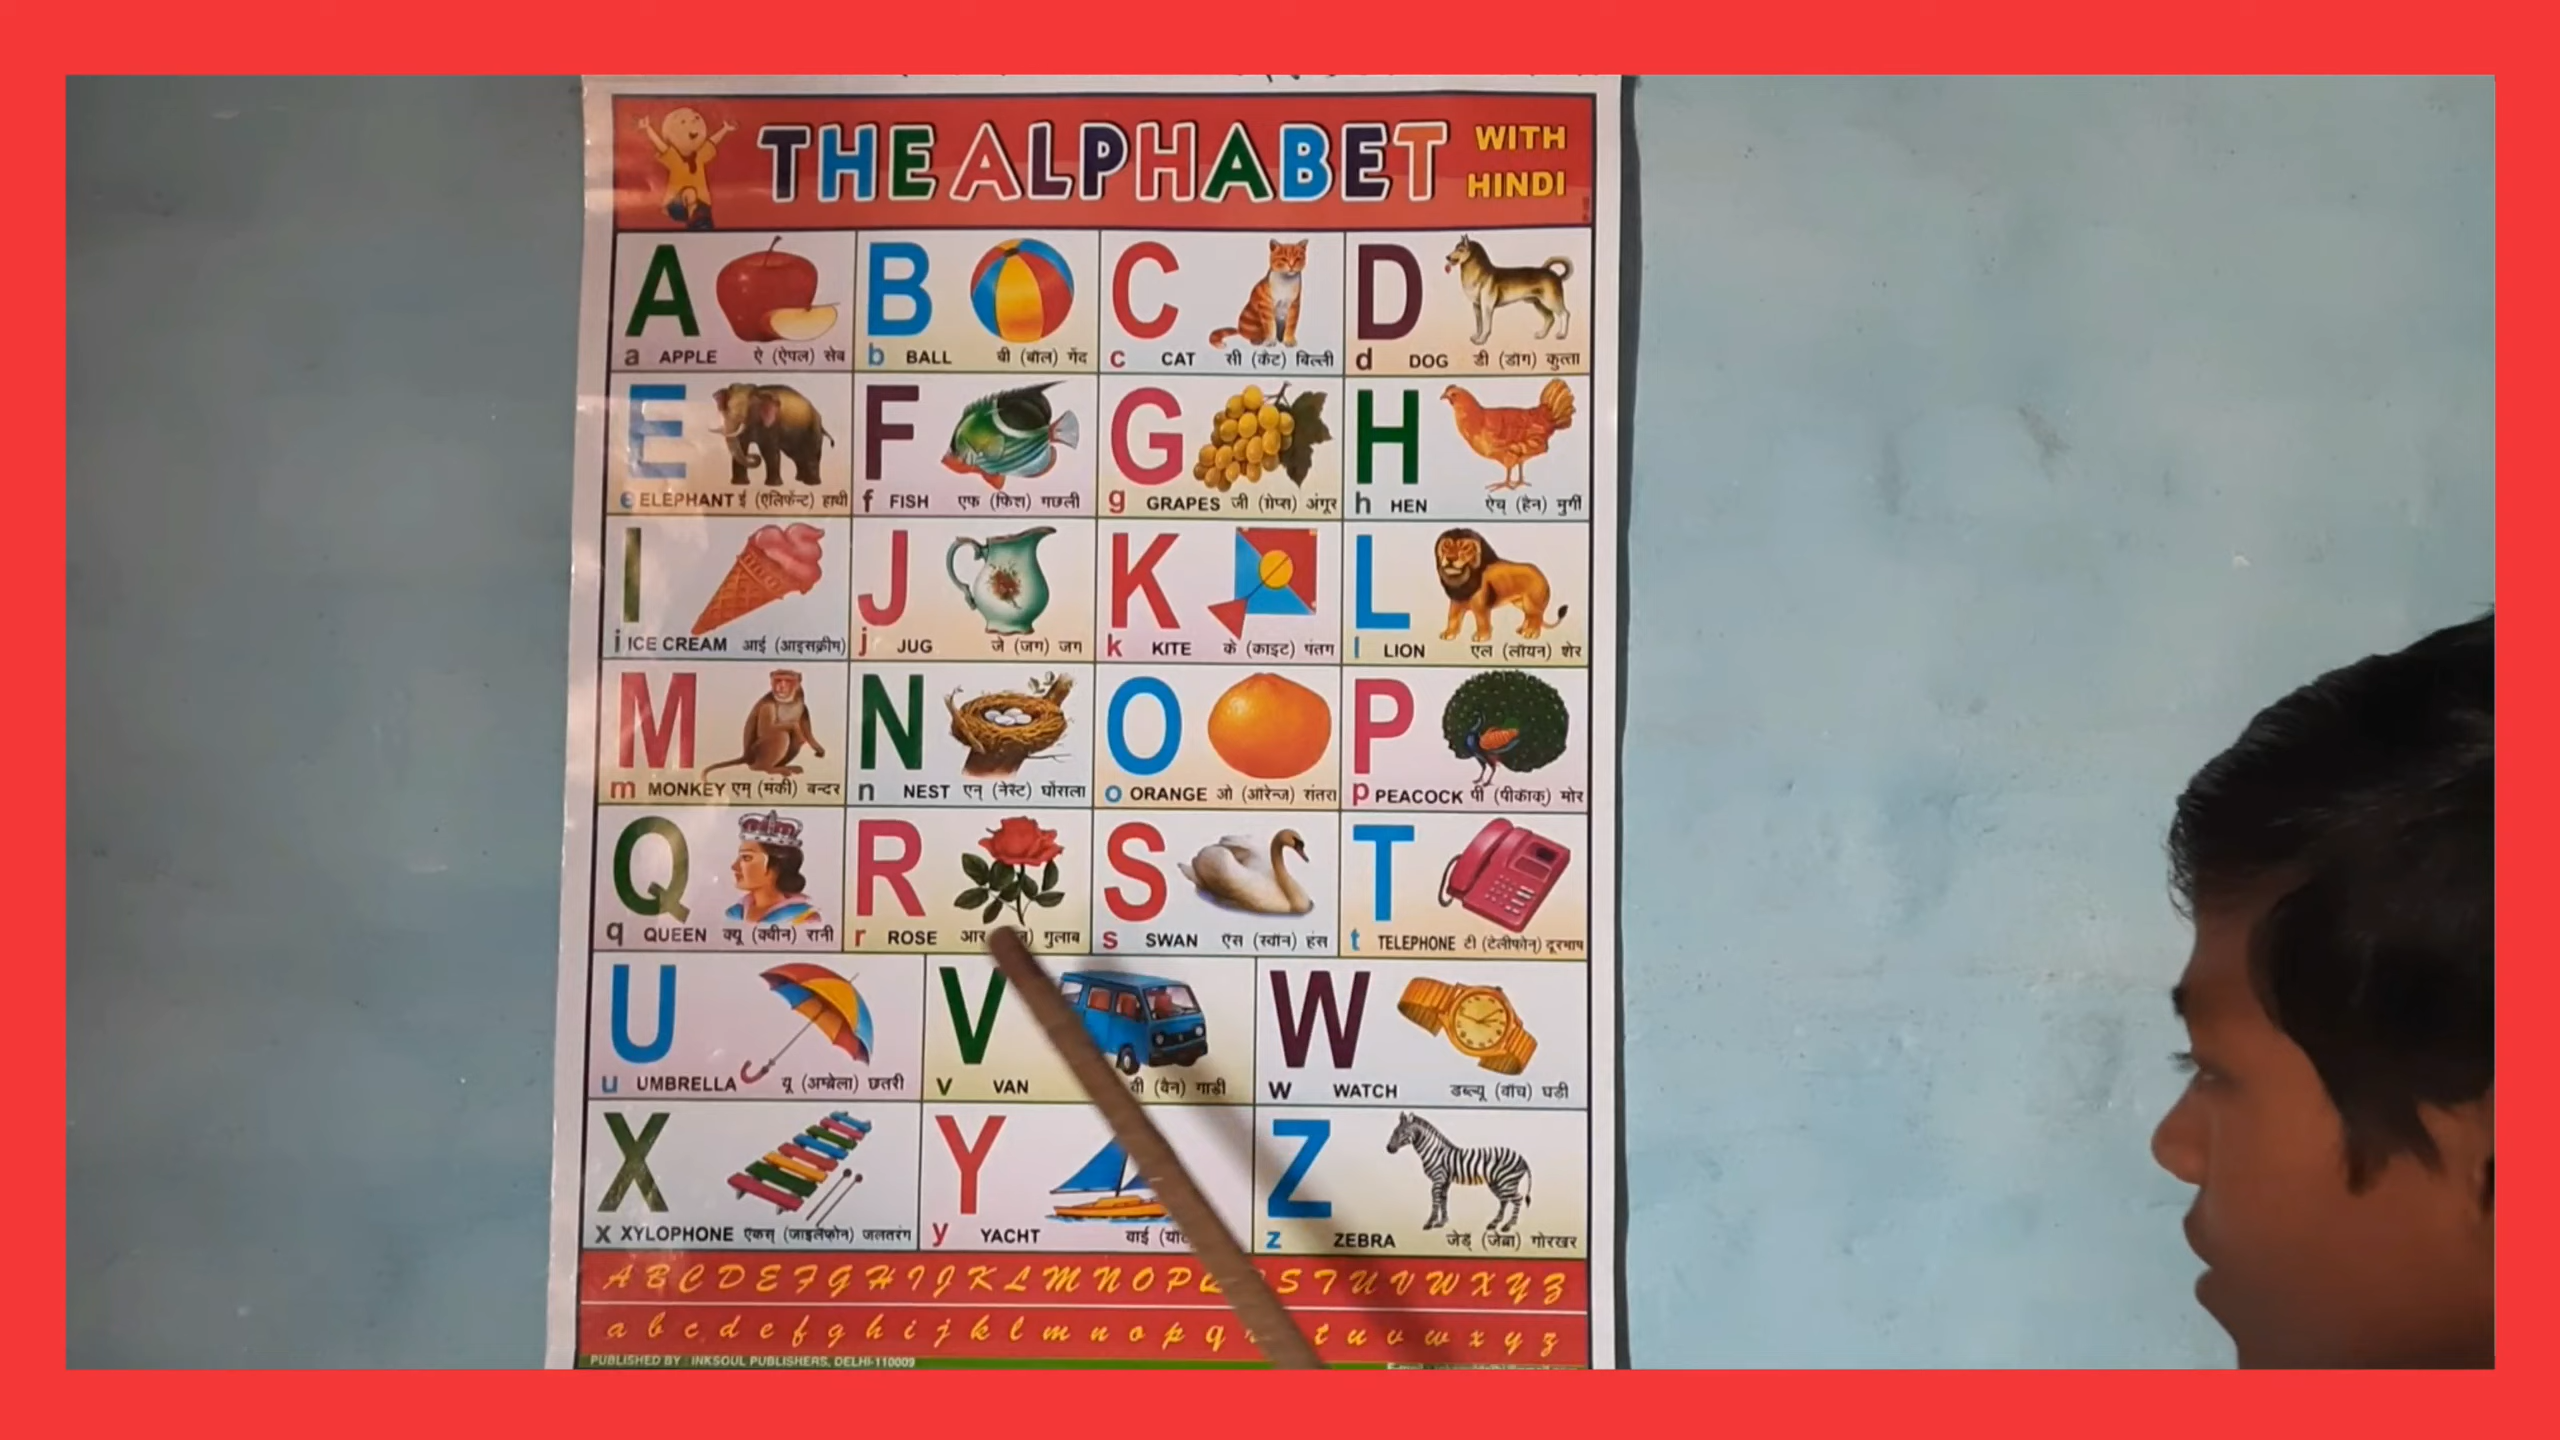 THE ALPHABET WITH HINDI
A B C D
a APPLE ऐ (ऐपल) सेब b BALL बी (बॉल) गेंद c CAT सी (कैट) बिल्ली d DOG डी (डॉग) कुत्ता
E F G H
e ELEPHANT ई (एलिफेन्ट) हाथी f FISH एफ (फिश) मछली g GRAPES जी (ग्रेप्स) अंगूर h HEN ऐच् (हेन) मुर्गी
I J K L
i ICE CREAM आई (आइसक्रीम) j JUG जे (जग) जग k KITE के (काइट) पंतग l LION एल (लॉयन) शेर
M N O P
m MONKEY एम् (मंकी) बन्दर n NEST एन् (नेस्ट) घोंसला o ORANGE ओ (ऑरेन्ज) संतरा p PEACOCK पी (पीकॉक) मोर
Q R S T
q QUEEN क्यू (क्वीन) रानी r ROSE आर गुलाब s SWAN एस (स्वॉन) हंस t TELEPHONE टी (टेलीफोन) दूरभाष
U V W
u UMBRELLA यू (अम्ब्रेला) छतरी v VAN वी (वैन) गाड़ी w WATCH डब्ल्यू (वॉच) घड़ी
X Y Z
x XYLOPHONE एक्स् (जाइलेफोन) जलतरंग y YACHT वाई z ZEBRA जेड् (जेब्रा) गोरखर
A B C D E F G H I J K L M N O P Q S T U V W X Y Z
a b c d e f g h i j k l m n o p q t u v w x y z
PUBLISHED BY : INKSOUL PUBLISHERS, DELHI-110009